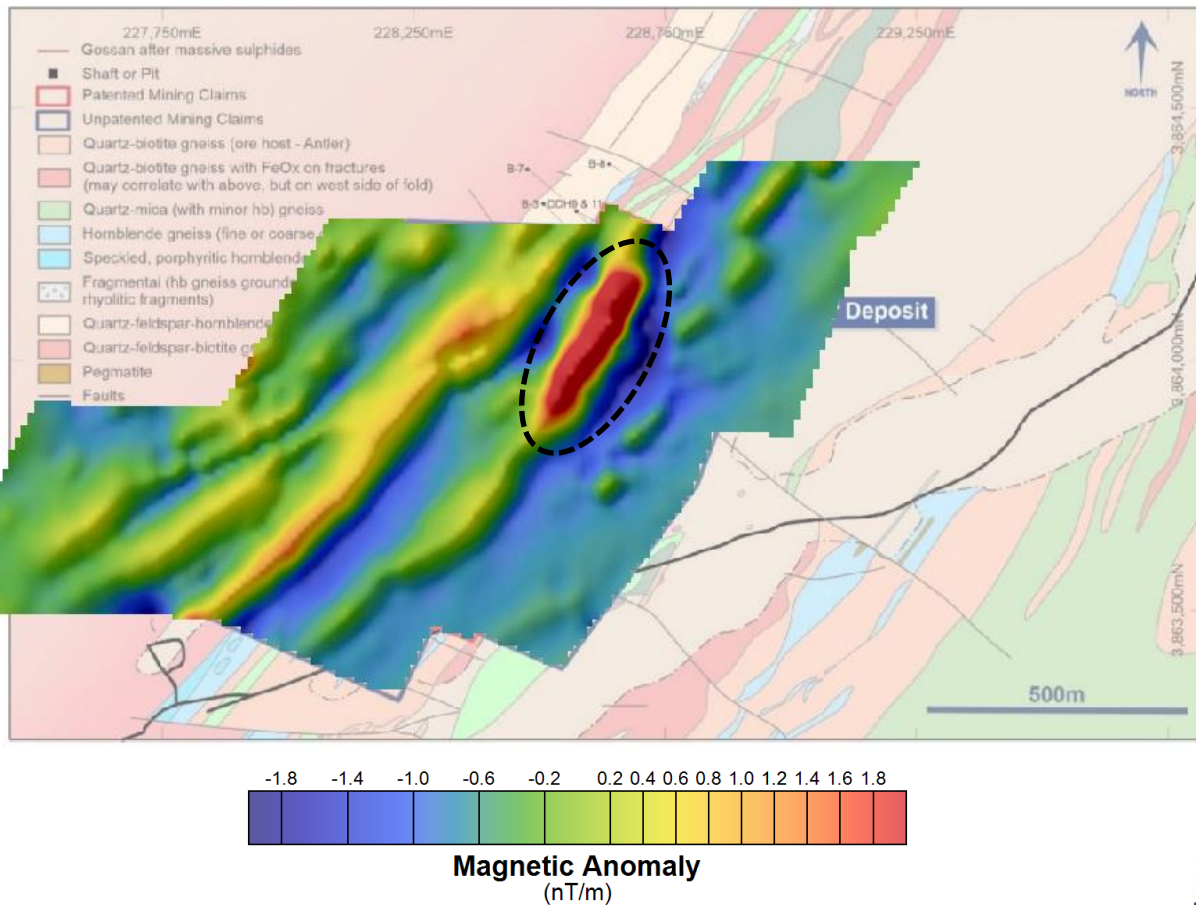 227,750mE 228,250mE 228,750mE 229,250mE
Gossan after massive sulphides
Shaft or Pit
Patented Mining Claims
Unpatented Mining Claims
Quartz-biotite gneiss (ore host - Antler)
Quartz-biotite gneiss with FeOx on fractures
(may correlate with above, but on west side of fold)
Quartz-mica (with minor hb) gneiss
Hornblende gneiss (fine or coarse
Speckled, porphyritic hornblende
Fragmental (hb gneiss ground
rhyolitic fragments)
Quartz-feldspar-hornblende
Quartz-feldspar-biotite gn
Pegmatite
Faults
NORTH
3,864,500mN
B-7
B-6
B-5 DDH9 & 11
Deposit
3,864,000mN
3,863,500mN
500m
-1.8 -1.4 -1.0 -0.6 -0.2 0.2 0.4 0.6 0.8 1.0 1.2 1.4 1.6 1.8
Magnetic Anomaly
(nT/m)